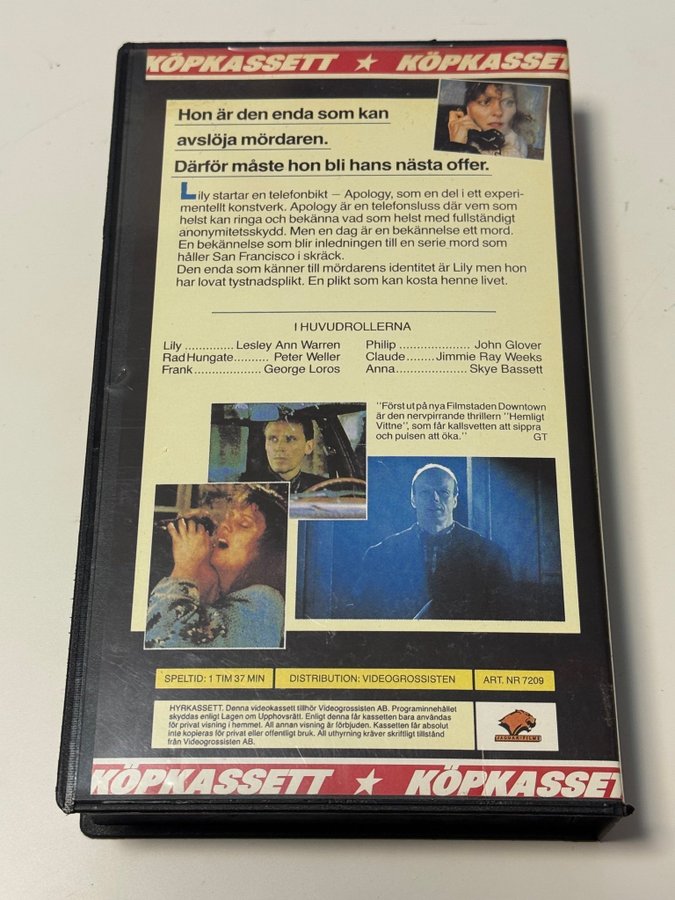 KÖPKASSETT ★ KÖPKASSET
Hon är den enda som kan
avslöja mördaren.
Därför måste hon bli hans nästa offer.
Lily startar en telefonbikt – Apology, som en del i ett experi-
mentellt konstverk. Apology är en telefonsluss där vem som
helst kan ringa och bekänna vad som helst med fullständigt
anonymitetsskydd. Men en dag är en bekännelse ett mord.
En bekännelse som blir inledningen till en serie mord som
håller San Francisco i skräck.
Den enda som känner till mördarens identitet är Lily men hon
har lovat tystnadsplikt. En plikt som kan kosta henne livet.
I HUVUDROLLERNA
Lily .............. Lesley Ann Warren
Rad Hungate.......... Peter Weller
Frank................... George Loros
Philip .................... John Glover
Claude........ Jimmie Ray Weeks
Anna.................... Skye Bassett
"Först ut på nya Filmstaden Downtown
är den nervpirrande thrillern "Hemligt
Vittne", som får kallsvetten att sippra
och pulsen att öka." GT
SPELTID: 1 TIM 37 MIN
DISTRIBUTION: VIDEOGROSSISTEN
ART. NR 7209
HYRKASSETT. Denna videokassett tillhör Videogrossisten AB. Programinnehållet
skyddas enligt Lagen om Upphovsrätt. Enligt denna får kassetten bara användas
för privat visning i hemmet. All annan visning är förbjuden. Kassetten får absolut
inte kopieras för privat eller offentligt bruk. All uthyrning kräver skriftligt tillstånd
från Videogrossisten AB.
JAGUARFILMS
KÖPKASSETT ★ KÖPKASSET